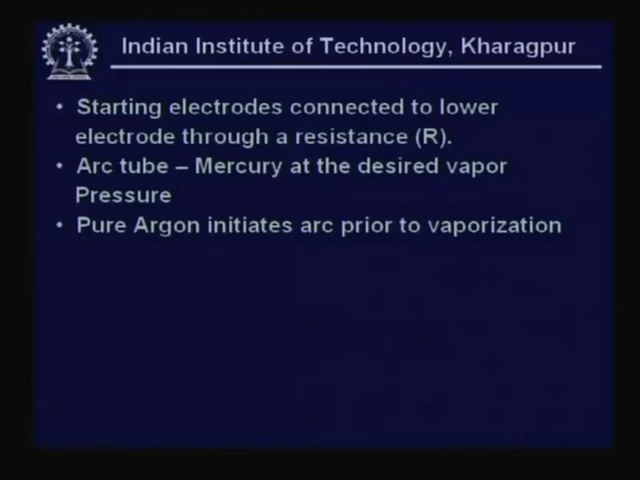 Indian Institute of Technology, Kharagpur
• Starting electrodes connected to lower
electrode through a resistance (R).
• Arc tube – Mercury at the desired vapor
Pressure
• Pure Argon initiates arc prior to vaporization